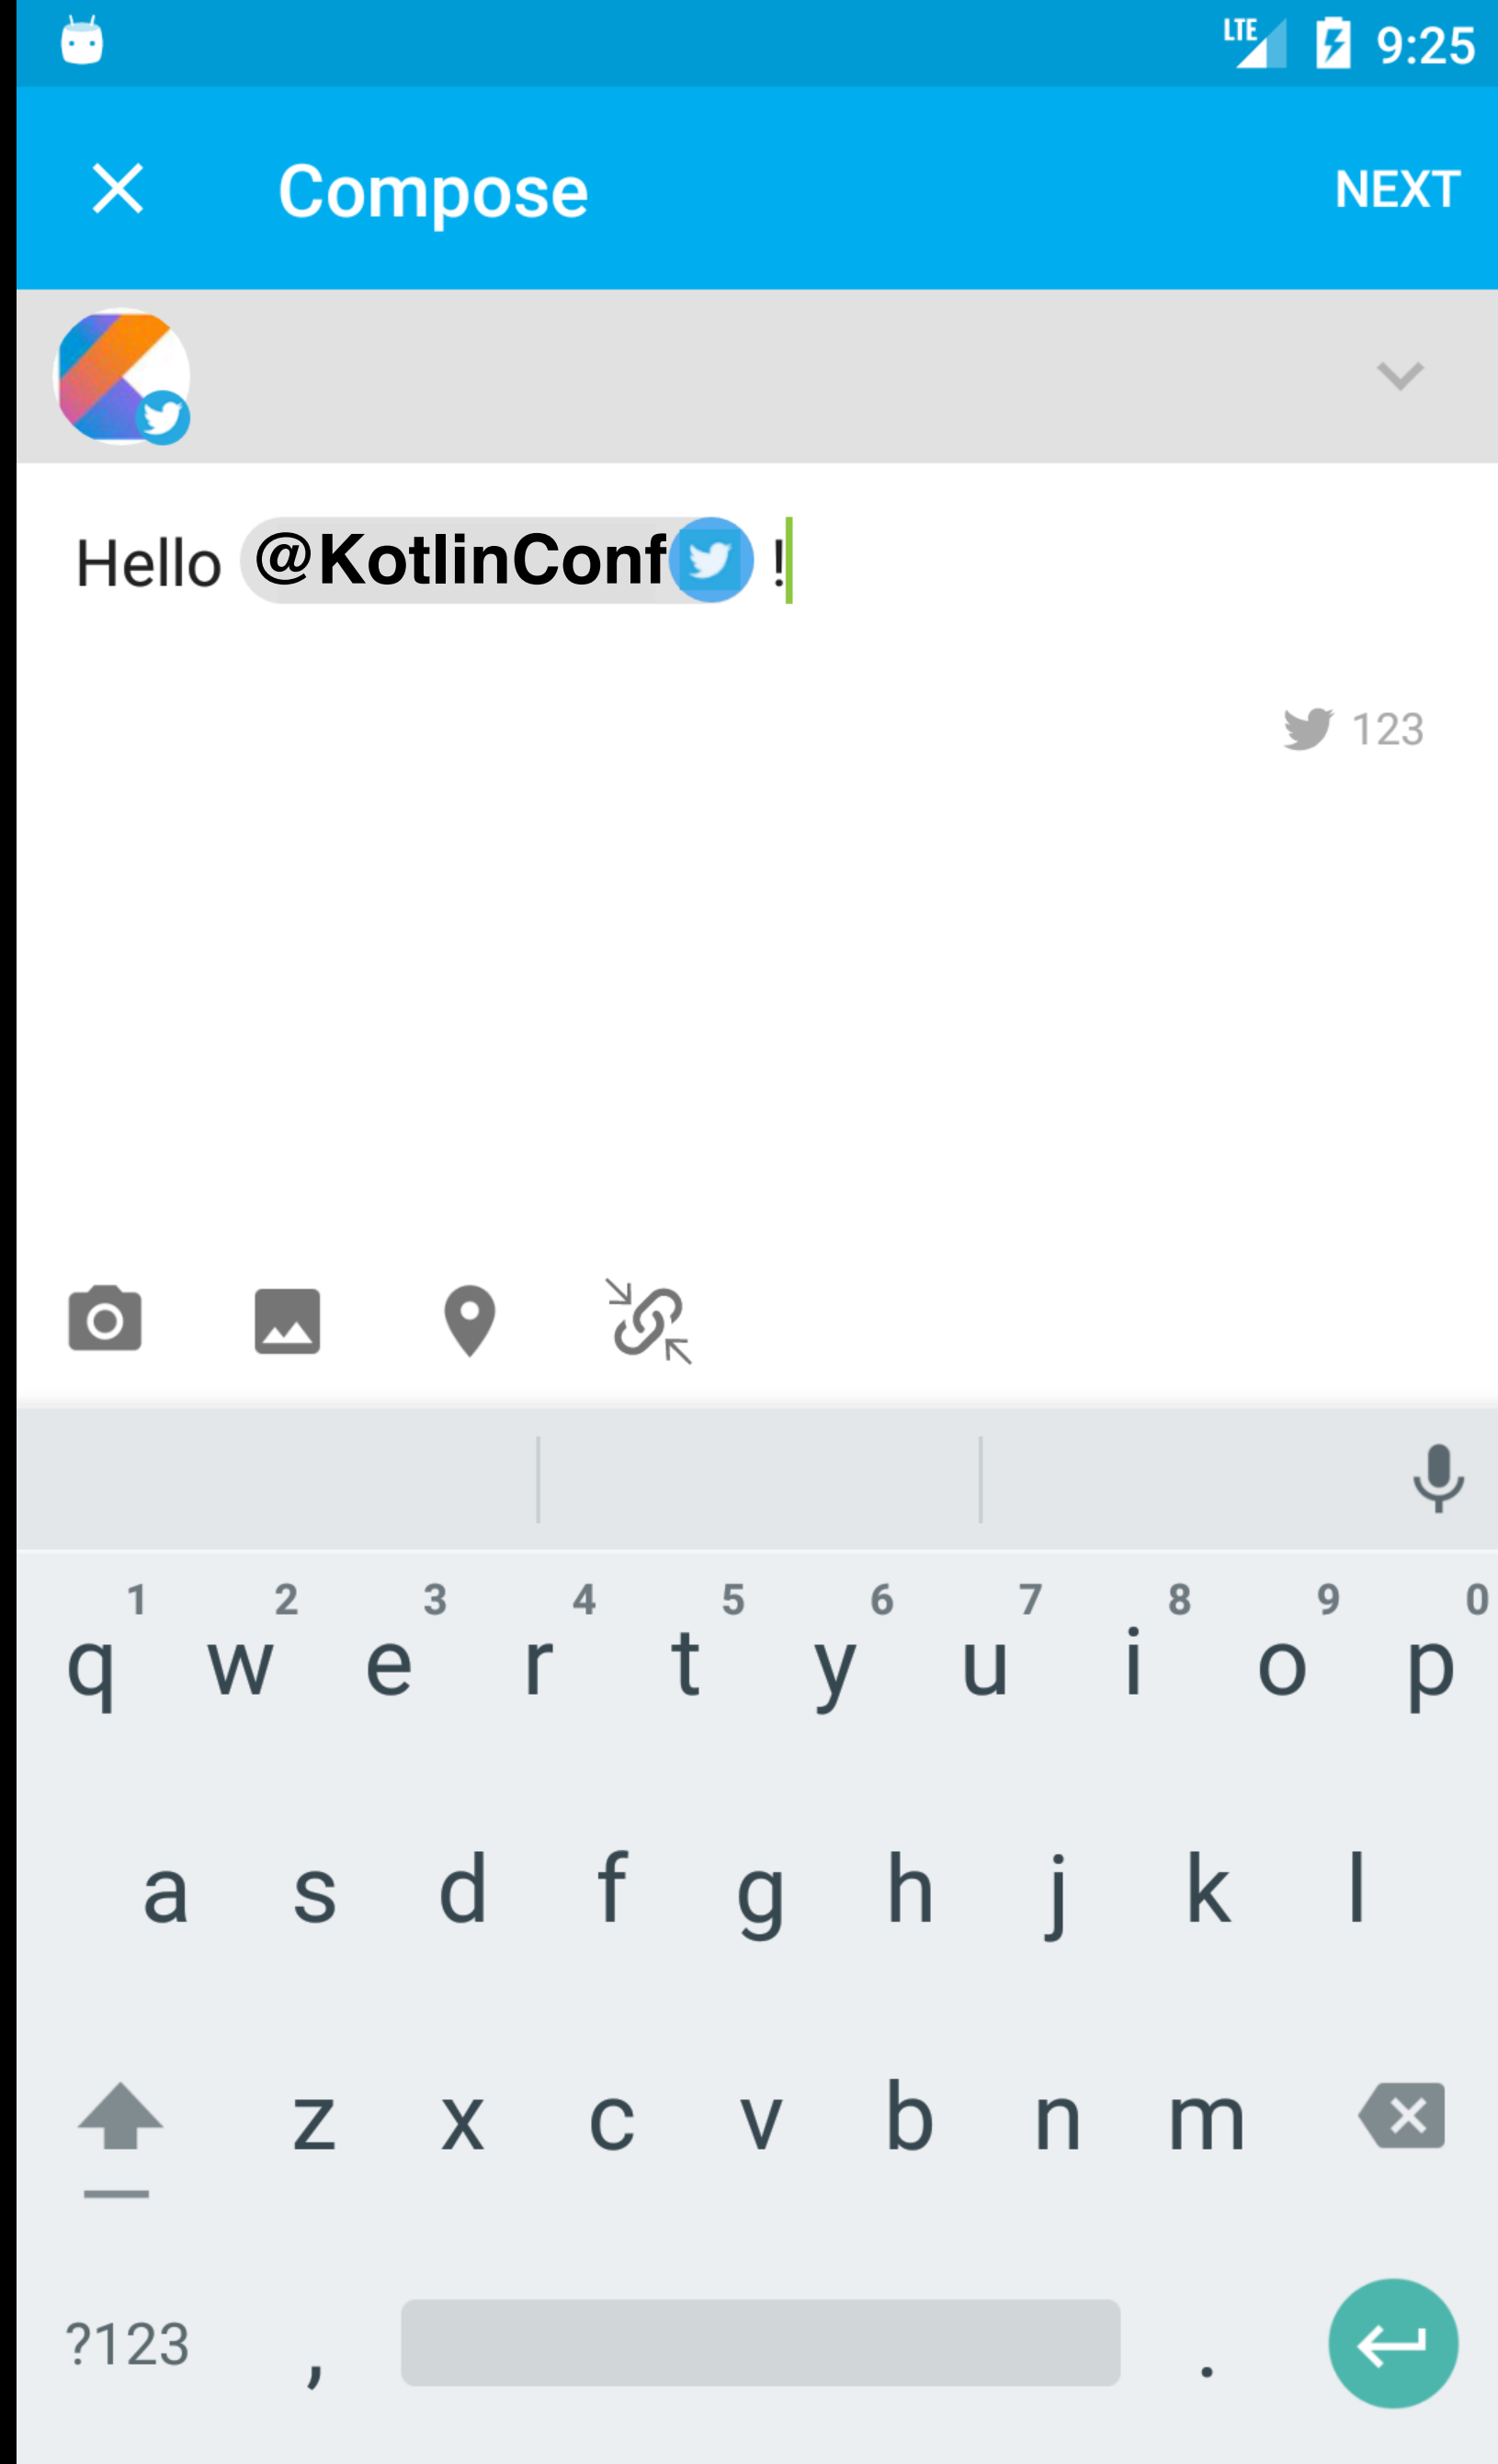 LTE 9:25
Compose NEXT
Hello @KotlinConf !
123
1 2 3 4 5 6 7 8 9 0
q w e r t y u i o p
a s d f g h j k l
z x c v b n m
?123 , .